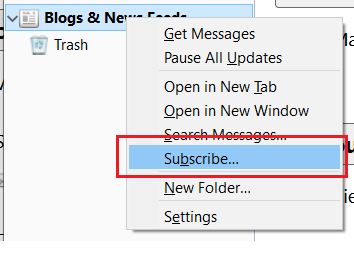 Blogs & News Feeds
Trash
Get Messages
Pause All Updates
Open in New Tab
Open in New Window
Search Messages...
Subscribe...
New Folder...
Settings